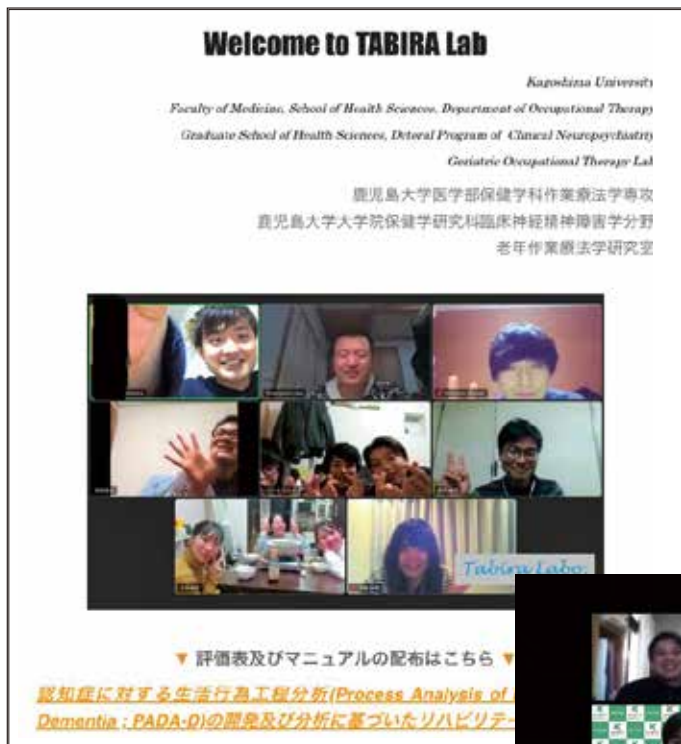 Welcome to TABIRA Lab
Kagoshima University
Faculty of Medicine, School of Health Sciences, Department of Occupational Therapy
Graduate School of Health Sciences, Dctoral Program of Clinical Neuropsychiatry
Geriatric Occupational Therapy Lab
鹿児島大学医学部保健学科作業療法学専攻
鹿児島大学大学院保健学研究科臨床神経精神障害学分野
老年作業療法学研究室
Tabira Labo.
▼ 評価表及びマニュアルの配布はこちら ▼
認知症に対する生活行為工程分析(Process Analysis of
Dementia ; PADA-D)の開発及び分析に基づいたリハビリテー